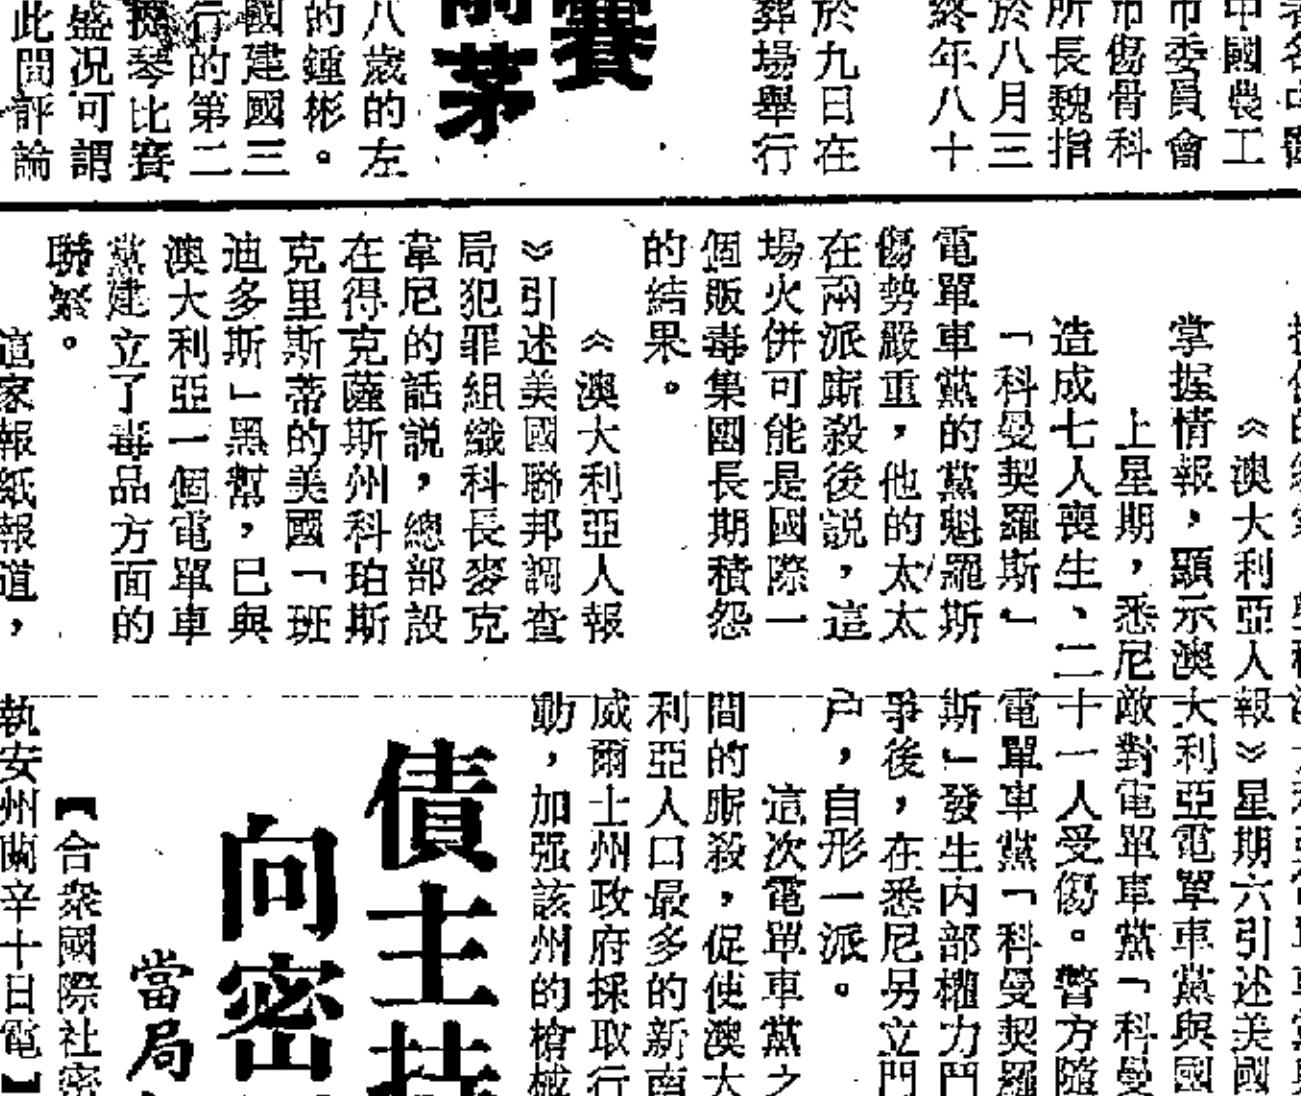 中國農工
市委員會
市傷骨科
所長魏指
於八月三
終年八十
於九日在
葬場舉行
賽
前茅
八歲的左
的鍾彬。
國建國三
行的第二
提琴比賽
盛况可謂
此間評論
《澳大利亞人報》星期六引述美國
掌握情報，顯示澳大利亞電單車黨與國
上星期，悉尼敵對電單車黨「科曼
造成七人喪生、二十一人受傷。警方隨
電單車黨「科曼契羅
斯」發生内部權力鬥
爭後，在悉尼另立門
户，自形一派。
這次電單車黨之
間的廝殺，促使澳大
利亞人口最多的新南
威爾士州政府採取行
動，加强該州的槍械
「科曼契羅斯」
電單車黨的黨魁羅斯
傷勢嚴重，他的太太
在兩派廝殺後説，這
場火併可能是國際一
個販毒集團長期積怨
的結果。
《澳大利亞人報
》引述美國聯邦調查
局犯罪組織科長麥克
韋尼的話説，總部設
在得克薩斯州科珀斯
克里斯蒂的美國「班
迪多斯」黑幫，已與
澳大利亞一個電單車
黨建立了毒品方面的
聯繫。
這家報紙報道，
債主
向密
當局
【合衆國際社密
執安州蘭辛十日電】